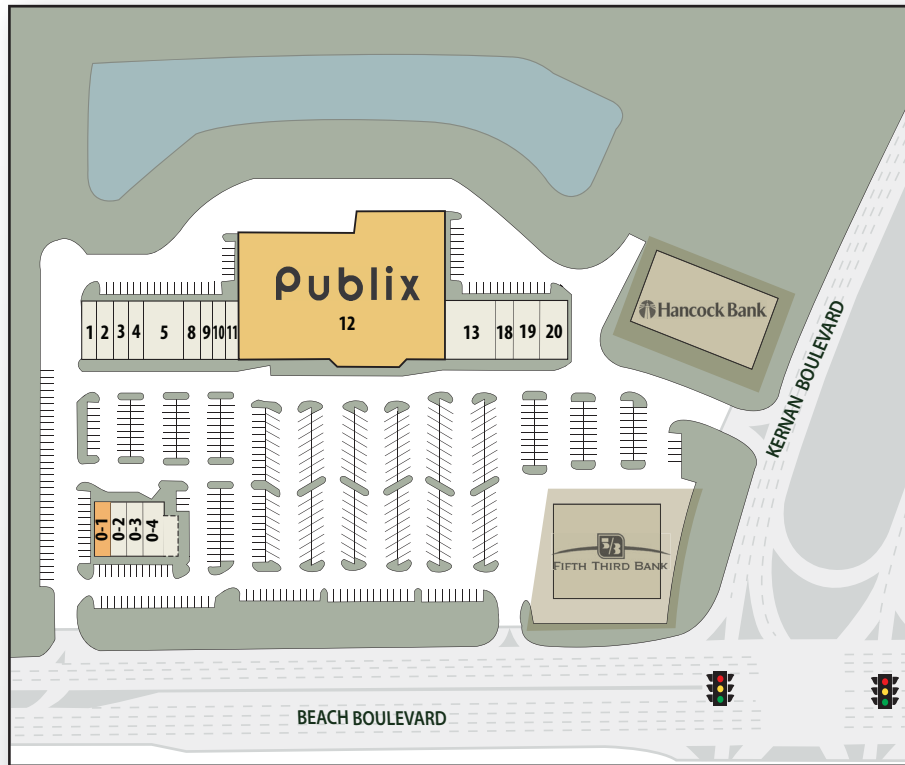 Publix
12
Hancock Bank
1 2 3 4 5 8 9 10 11
13 18 19 20
KERNAN BOULEVARD
0-1
0-2
0-3
0-4
FIFTH THIRD BANK
BEACH BOULEVARD